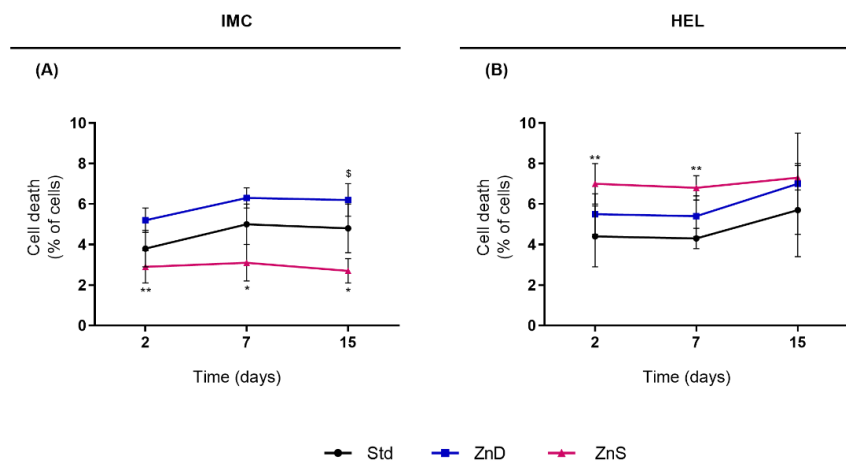 IMC
HEL
(A)
(B)
Cell death
(% of cells)
10
8
6
4
2
0
$
**
*
*
2
7
15
Time (days)
Cell death
(% of cells)
10
8
6
4
2
0
**
**
2
7
15
Time (days)
Std
ZnD
ZnS